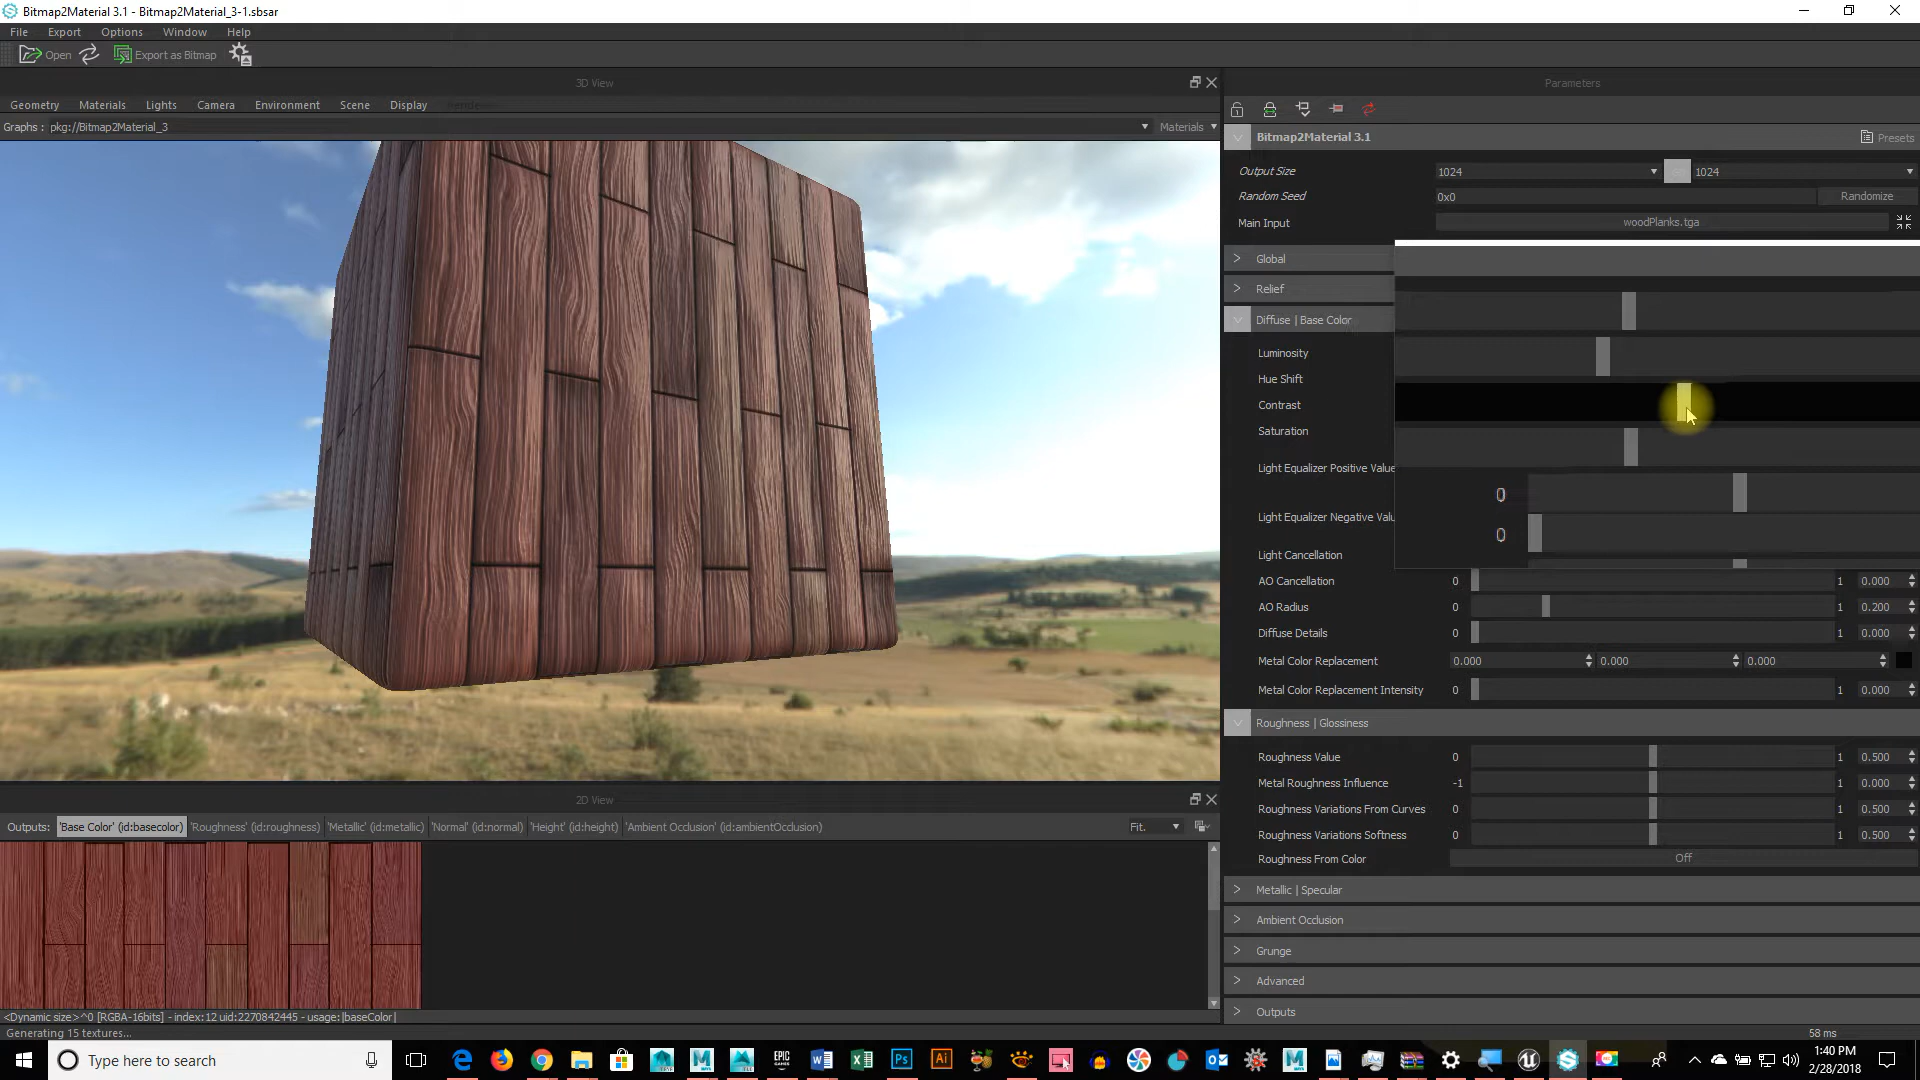 Bitmap2Material 3.1 - Bitmap2Material_3-1.sbsar
File Export Options Window Help
Open Export as Bitmap
3D View
Geometry Materials Lights Camera Environment Scene Display
Graphs : pkg://Bitmap2Material_3 Materials
Parameters
Bitmap2Material 3.1 Presets
Output Size 1024 1024
Random Seed 0x0 Randomize
Main Input woodPlanks.tga
Global
Relief
Diffuse | Base Color
Luminosity
Hue Shift
Contrast
Saturation
Light Equalizer Positive Value
0
Light Equalizer Negative Valu
0
Light Cancellation
AO Cancellation 0 1 0.000
AO Radius 0 1 0.200
Diffuse Details 0 1 0.000
Metal Color Replacement 0.000 0.000 0.000
Metal Color Replacement Intensity 0 1 0.000
Roughness | Glossiness
Roughness Value 0 1 0.500
Metal Roughness Influence -1 1 0.000
Roughness Variations From Curves 0 1 0.500
Roughness Variations Softness 0 1 0.500
Roughness From Color Off
Metallic | Specular
Ambient Occlusion
Grunge
Advanced
Outputs
2D View
Outputs: 'Base Color' (id:basecolor) 'Roughness' (id:roughness) 'Metallic' (id:metallic) 'Normal' (id:normal) 'Height' (id:height) 'Ambient Occlusion' (id:ambientOcclusion) Fit.
<Dynamic size>^0 [RGBA-16bits] - index:12 uid:2270842445 - usage:|baseColor|
Generating 15 textures... 58 ms
Type here to search
1:40 PM
2/28/2018